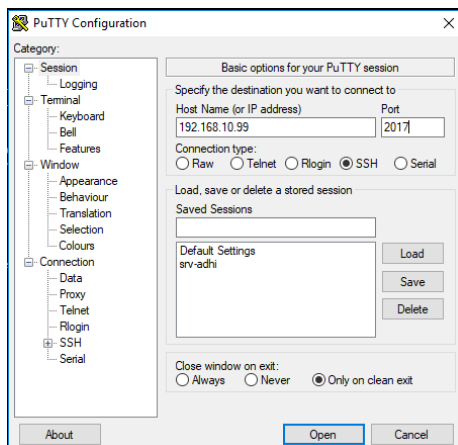 PuTTY Configuration
Category:
Session
Logging
Terminal
Keyboard
Bell
Features
Window
Appearance
Behaviour
Translation
Selection
Colours
Connection
Data
Proxy
Telnet
Rlogin
SSH
Serial
Basic options for your PuTTY session
Specify the destination you want to connect to
Host Name (or IP address) Port
192.168.10.99 2017
Connection type:
Raw Telnet Rlogin SSH Serial
Load, save or delete a stored session
Saved Sessions
Default Settings
srv-adhi
Load
Save
Delete
Close window on exit:
Always Never Only on clean exit
About Open Cancel